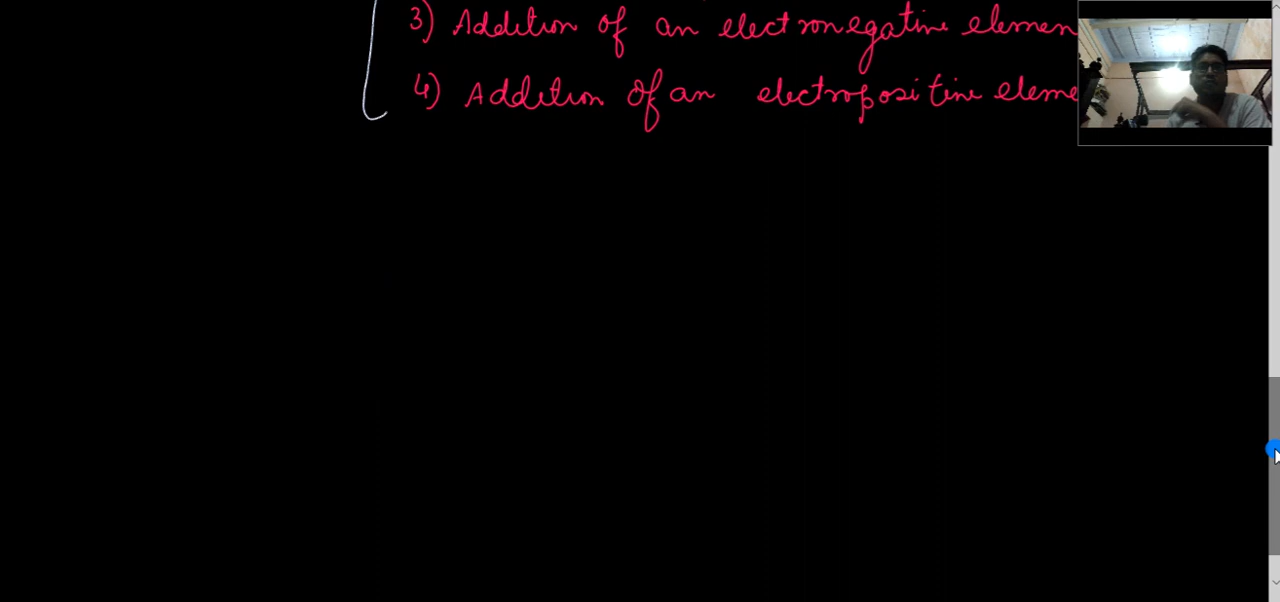 3) Addition of an electronegative elemen
4) Addition of an electropositive eleme